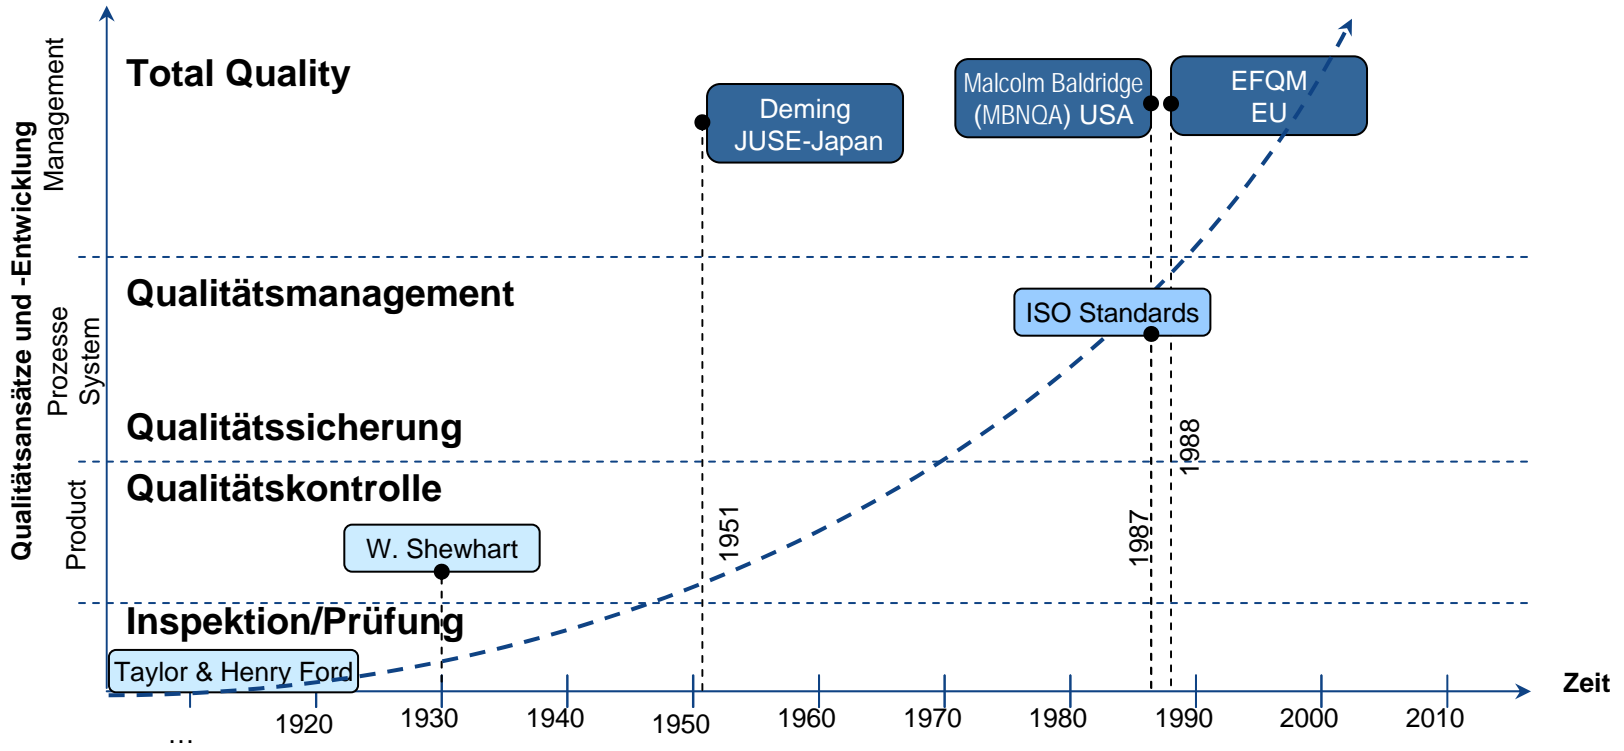 Qualitätsansätze und -Entwicklung
Management
Prozesse
System
Product
Total Quality
Deming
JUSE-Japan
Malcolm Baldridge
(MBNQA) USA
EFQM
EU
Qualitätsmanagement
ISO Standards
Qualitätssicherung
1988
Qualitätskontrolle
W. Shewhart
1951
1987
Inspektion/Prüfung
Taylor & Henry Ford
Zeit
1920
1930
1940
1950
1960
1970
1980
1990
2000
2010
...